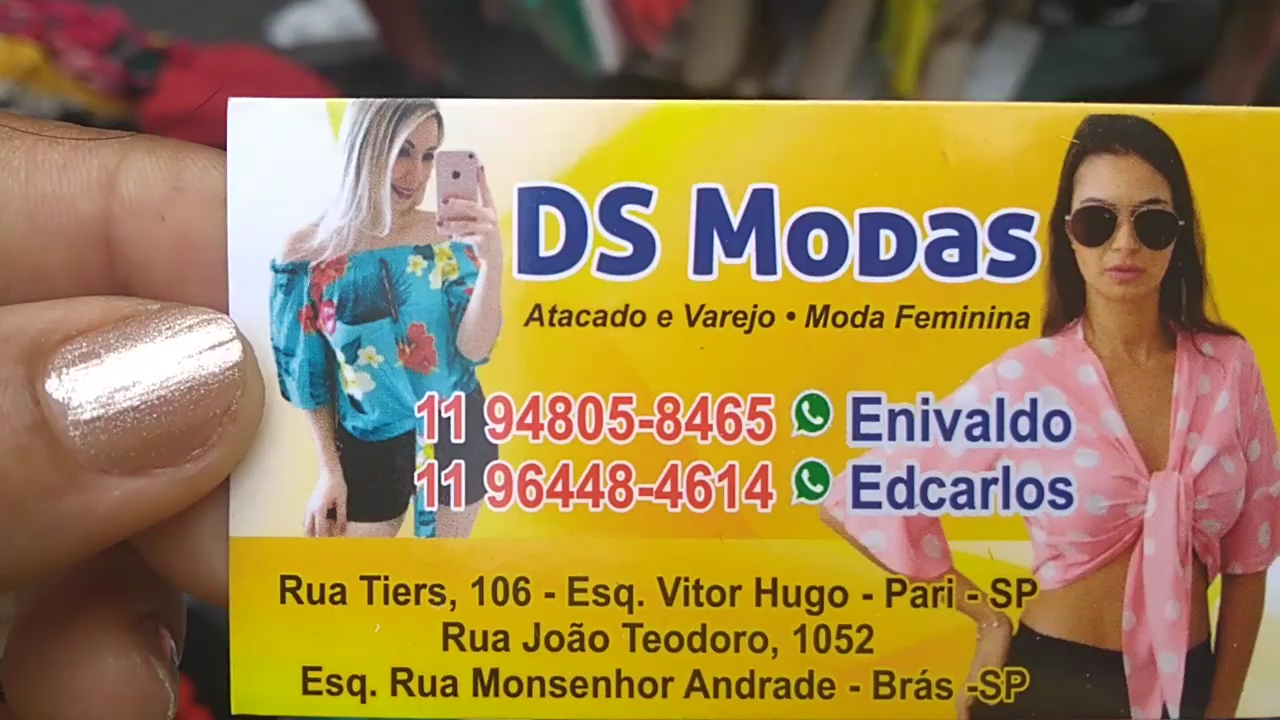 DS Modas
Atacado e Varejo • Moda Feminina
11 94805-8465 Enivaldo
11 96448-4614 Edcarlos
Rua Tiers, 106 - Esq. Vitor Hugo - Pari - SP
Rua João Teodoro, 1052
Esq. Rua Monsenhor Andrade - Brás -SP